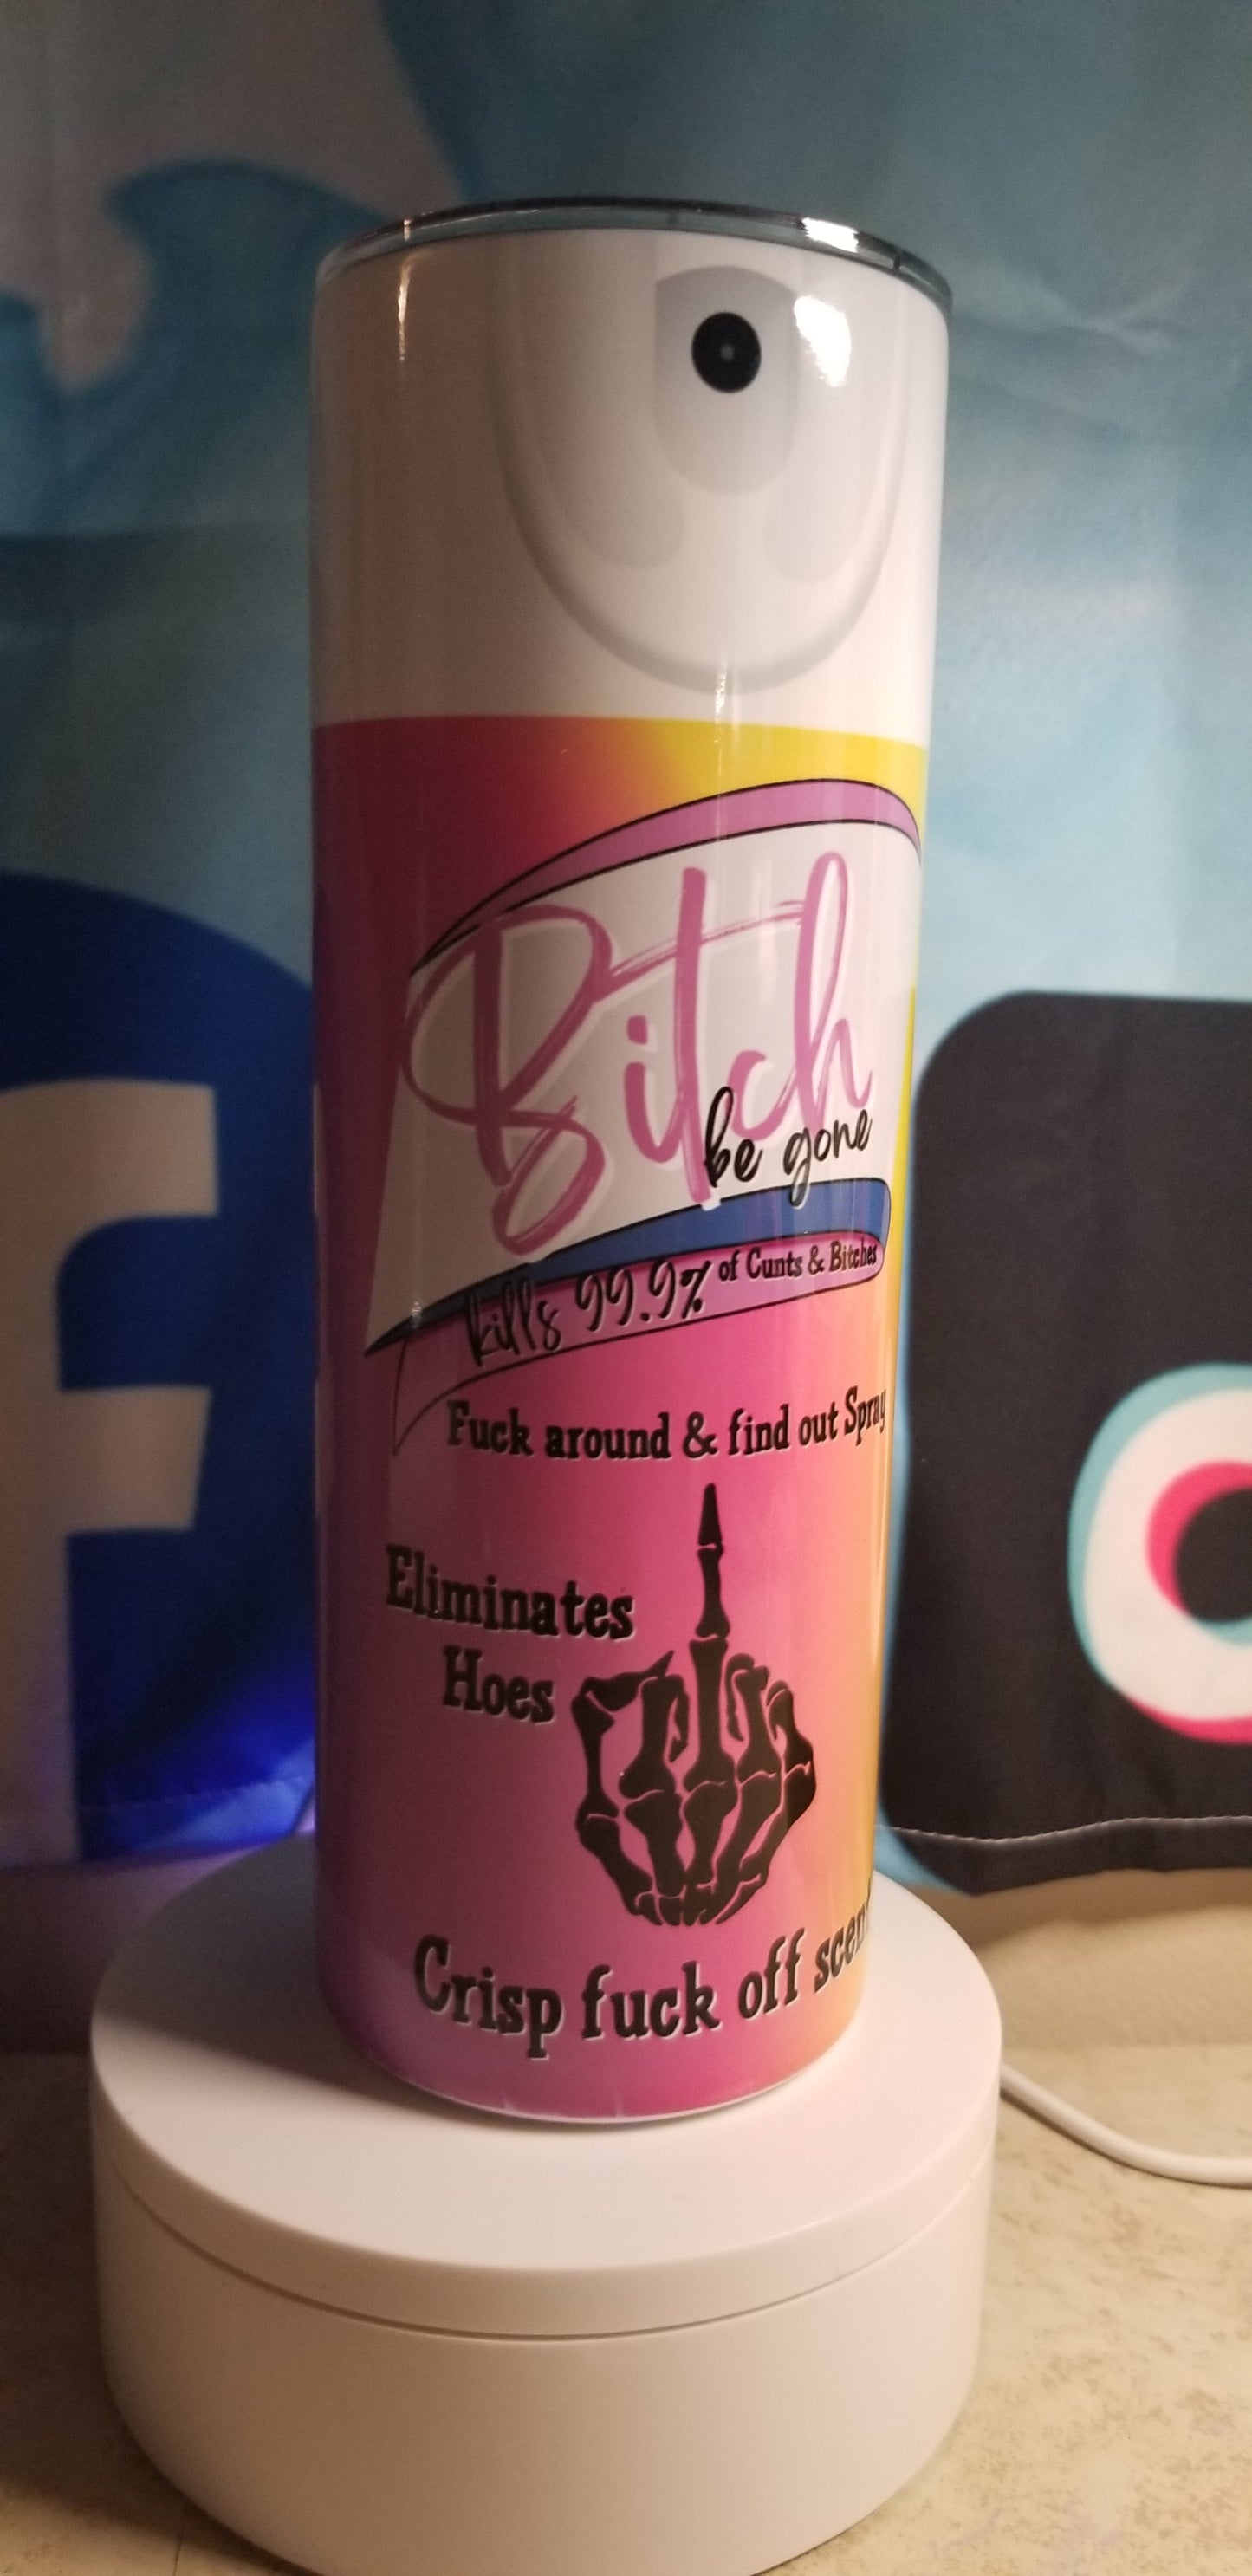 Bitch
be gone
kills 99.9% of Cunts & Bitches
Fuck around & find out Spray
Eliminates
Hoes
Crisp fuck off scent
f